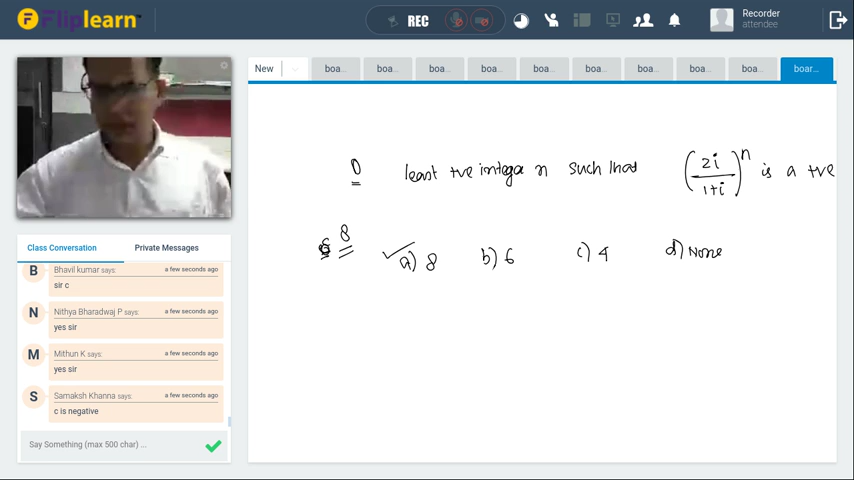 Fliplearn
REC
Recorder
attendee
New boa... boa... boa... boa... boa... boa... boa... boa... boa... boar...
least +ve intega n such that (2i/1+i)^n is a +ve
8
a) 8 b) 6 c) 4 d) None
Class Conversation Private Messages
B Bhavil kumar says: a few seconds ago
sir c
N Nithya Bharadwaj P says: a few seconds ago
yes sir
M Mithun K says: a few seconds ago
yes sir
S Samaksh Khanna says: a few seconds ago
c is negative
Say Something (max 500 char) ...